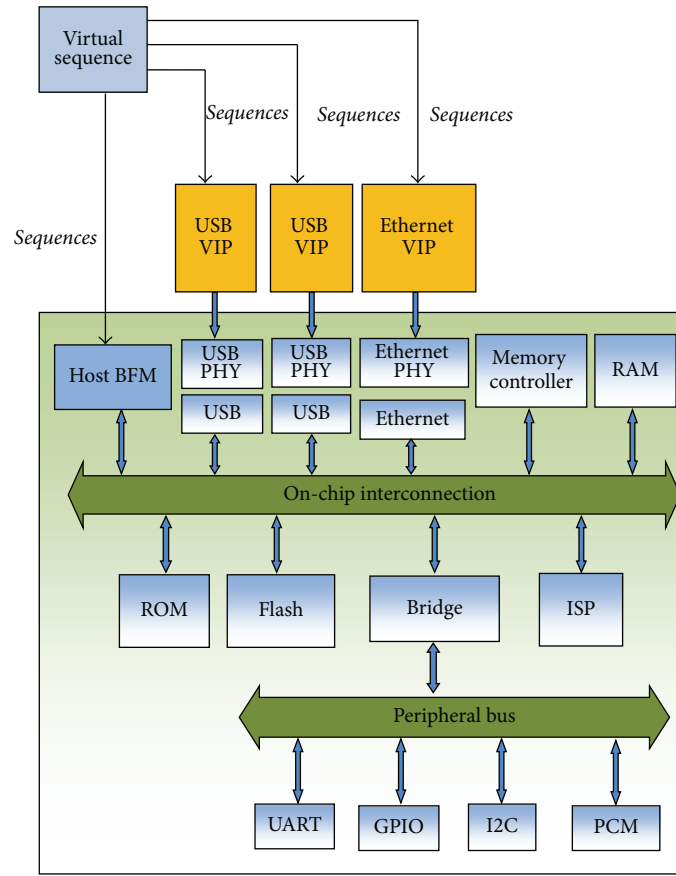 Virtual
sequence
Sequences
Sequences
Sequences
Sequences
USB
VIP
USB
VIP
Ethernet
VIP
Host BFM
USB
PHY
USB
PHY
Ethernet
PHY
Memory
controller
RAM
USB
USB
Ethernet
On-chip interconnection
ROM
Flash
Bridge
ISP
Peripheral bus
UART
GPIO
I2C
PCM